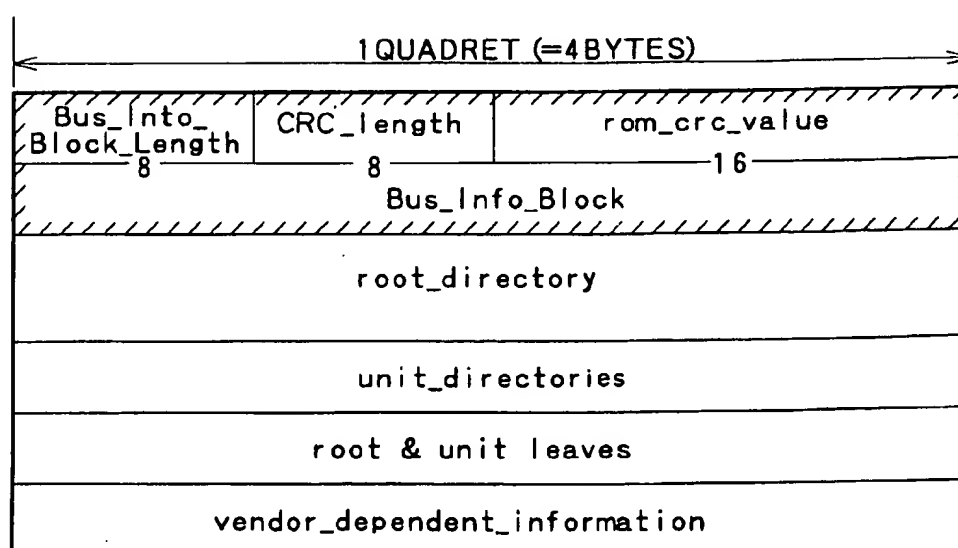 1QUADRET (=4BYTES)
Bus_Into_
Block_Length
CRC_length
rom_crc_value
8
8
16
Bus_Info_Block
root_directory
unit_directories
root & unit leaves
vendor_dependent_information